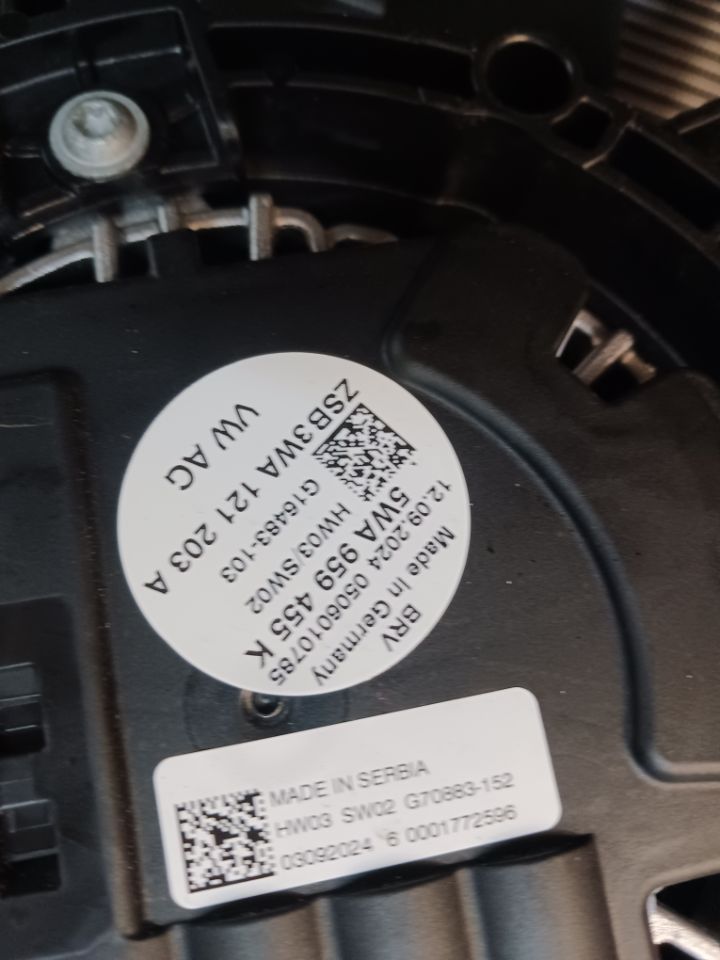 VW AG
ZSB3WA 121 203 A
G16483-103
HW03/SW02
5WA 959 455 K
12.09.2024 0506010785
Made in Germany
BRV
MADE IN SERBIA
HW03 SW02 G70883-152
03092024 6 0001772596